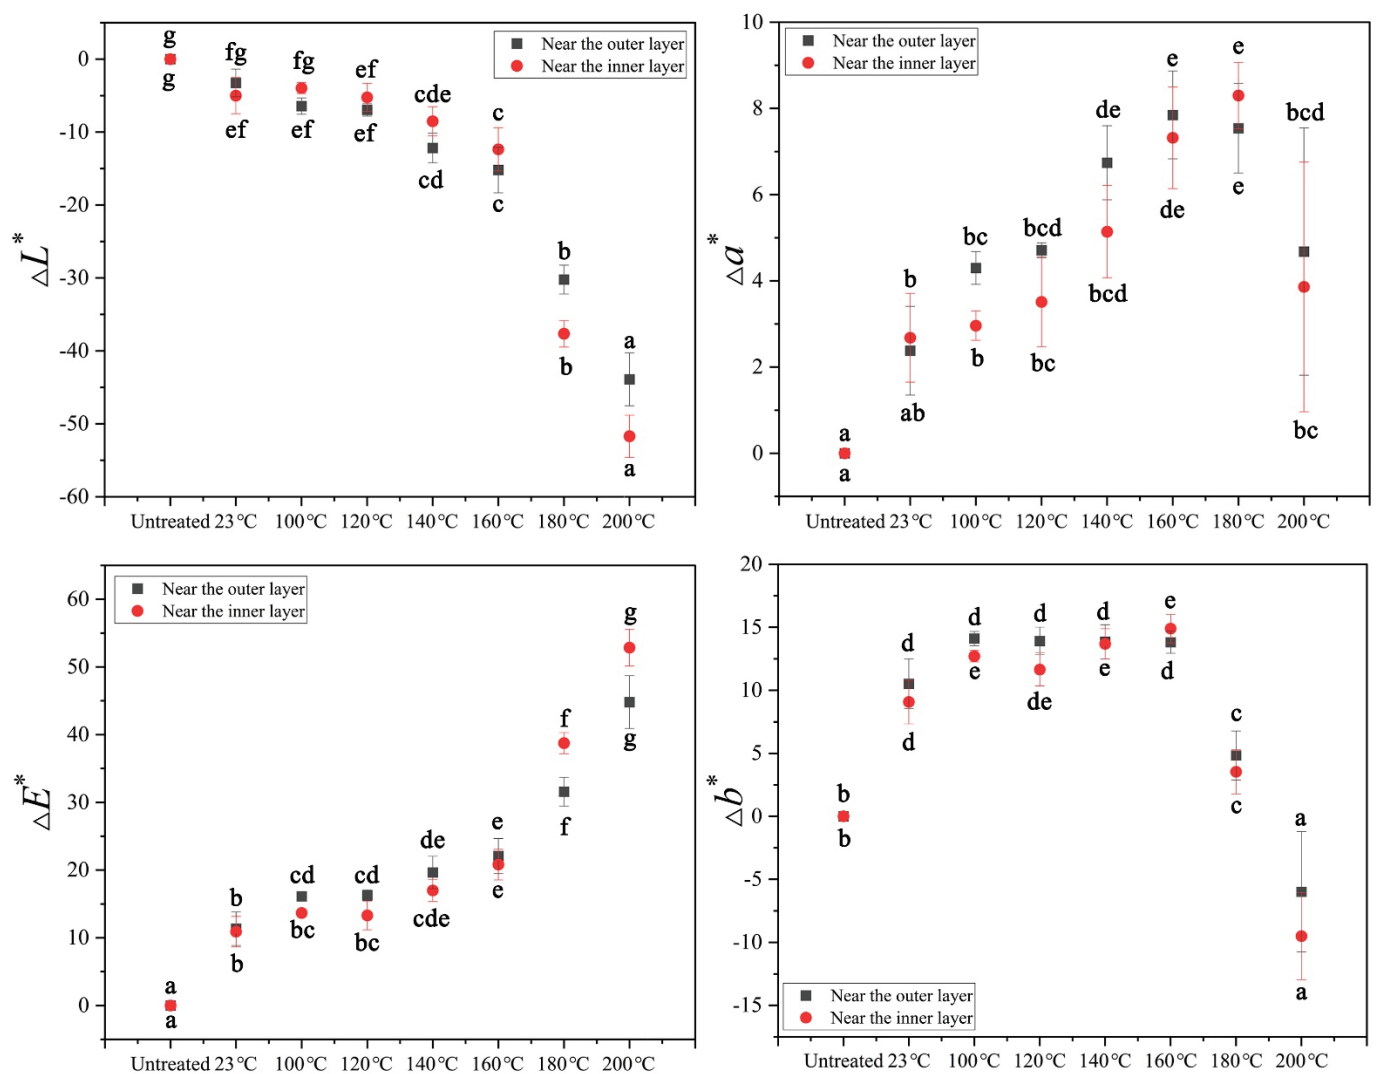 △L*
0
-10
-20
-30
-40
-50
-60
g
fg
fg
ef
cde
c
b
a
g
ef
ef
ef
cd
c
b
a
Near the outer layer
Near the inner layer
Untreated 23°C 100°C 120°C 140°C 160°C 180°C 200°C
△a*
10
8
6
4
2
0
Near the outer layer
Near the inner layer
a
b
bc
bcd
de
e
e
bcd
a
ab
b
bc
bcd
de
e
bc
Untreated 23°C 100°C 120°C 140°C 160°C 180°C 200°C
△E*
60
50
40
30
20
10
0
Near the outer layer
Near the inner layer
a
b
cd
cd
de
e
f
g
a
b
bc
bc
cde
e
f
g
Untreated 23°C 100°C 120°C 140°C 160°C 180°C 200°C
△b*
20
15
10
5
0
-5
-10
-15
b
d
d
d
d
e
c
a
b
d
e
de
e
d
c
a
Near the outer layer
Near the inner layer
Untreated 23°C 100°C 120°C 140°C 160°C 180°C 200°C